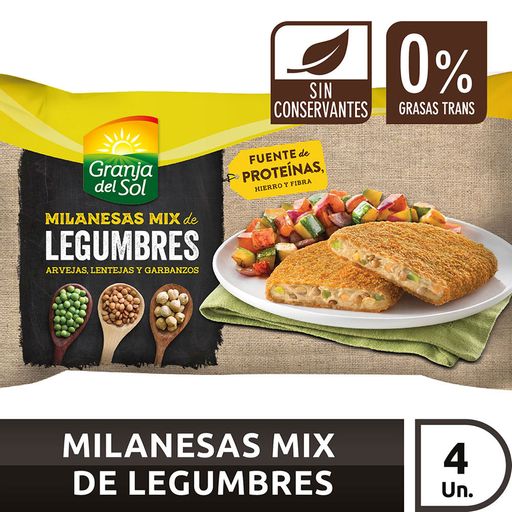 SIN
CONSERVANTES
0%
GRASAS TRANS
Granja
del Sol
FUENTE de
PROTEÍNAS,
HIERRO Y FIBRA
MILANESAS MIX de
LEGUMBRES
ARVEJAS, LENTEJAS Y GARBANZOS
MILANESAS MIX
DE LEGUMBRES
4
Un.